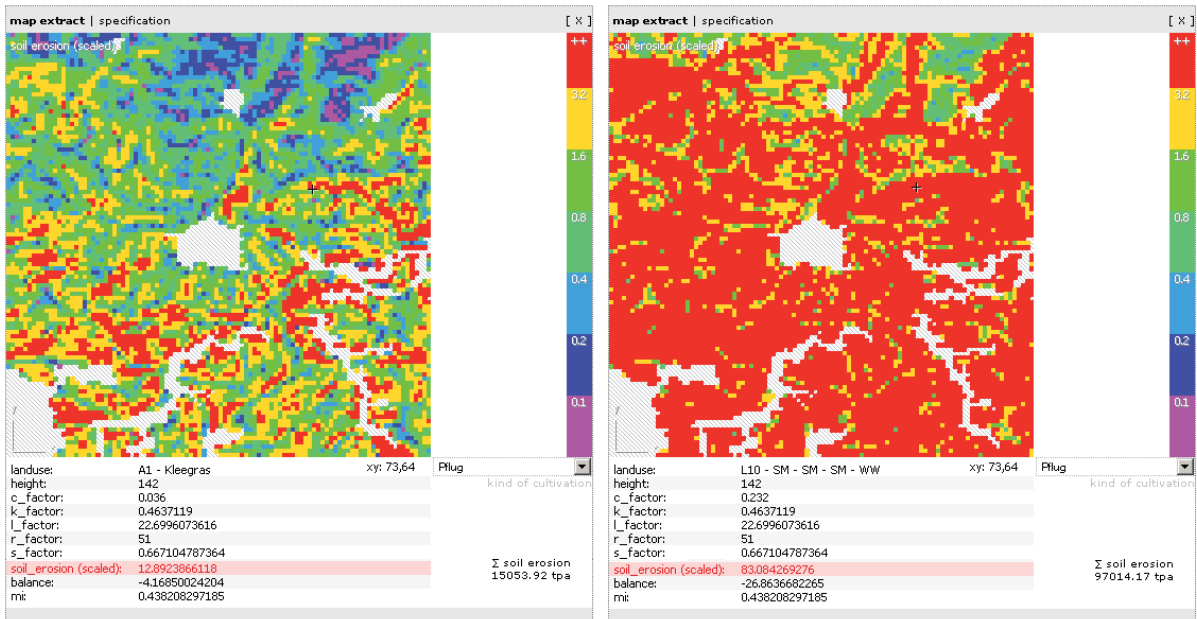 map extract | specification [ X ]
soil erosion (scaled)
++
3.2
1.6
0.8
0.4
0.2
0.1
landuse: A1 - Kleegras xy: 73,64 Pflug
height: 142 kind of cultivation
c_factor: 0.036
k_factor: 0.4637119
l_factor: 22.6996073616
r_factor: 51
s_factor: 0.667104787364
soil_erosion (scaled): 12.8923866118 Σ soil erosion
balance: -4.16850024204 15053.92 tpa
mi: 0.438208297185
map extract | specification [ X ]
soil erosion (scaled)
++
3.2
1.6
0.8
0.4
0.2
0.1
landuse: L10 - SM - SM - SM - WW xy: 73,64 Pflug
height: 142 kind of cultivation
c_factor: 0.232
k_factor: 0.4637119
l_factor: 22.6996073616
r_factor: 51
s_factor: 0.667104787364
soil_erosion (scaled): 83.084269276 Σ soil erosion
balance: -26.8636682265 97014.17 tpa
mi: 0.438208297185